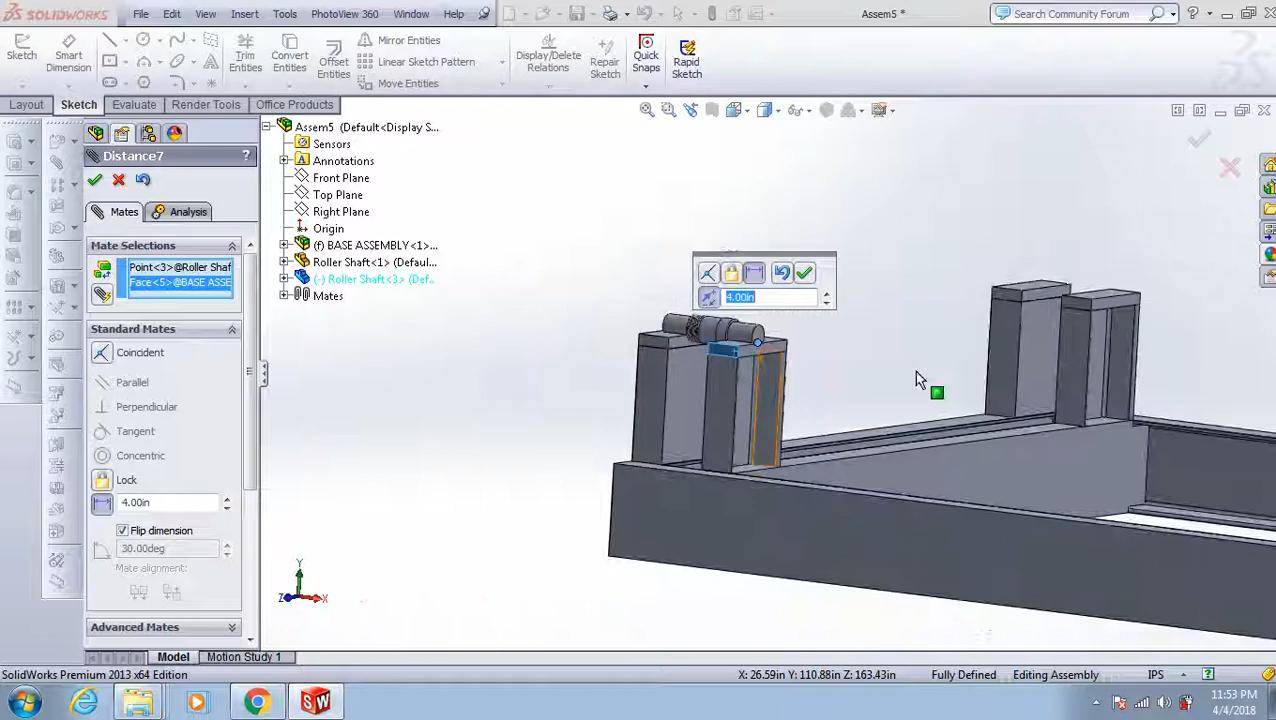 SOLIDWORKS File Edit View Insert Tools PhotoView 360 Window Help Assem5 * Search Community Forum
Sketch Smart Dimension Trim Entities Convert Entities Offset Entities Mirror Entities Linear Sketch Pattern Move Entities Display/Delete Relations Repair Sketch Quick Snaps Rapid Sketch
Layout Sketch Evaluate Render Tools Office Products
Distance7 ?
Mates Analysis
Mate Selections
Point<3>@Roller Shaf
Face<5>@BASE ASSE
Standard Mates
Coincident
Parallel
Perpendicular
Tangent
Concentric
Lock
4.00in
Flip dimension
30.00deg
Mate alignment:
Advanced Mates
Assem5 (Default<Display S...
Sensors
Annotations
Front Plane
Top Plane
Right Plane
Origin
(f) BASE ASSEMBLY<1>...
Roller Shaft<1> (Defaul...
(-) Roller Shaft<3> (Def...
Mates
4.00in
Y
Z X
Model Motion Study 1
SolidWorks Premium 2013 x64 Edition X: 26.59in Y: 110.88in Z: 163.43in Fully Defined Editing Assembly IPS ?
11:53 PM
4/4/2018